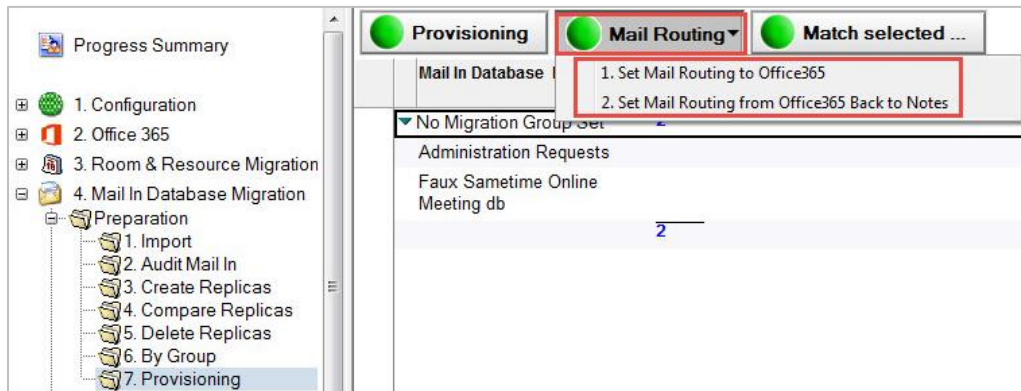 Progress Summary
1. Configuration
2. Office 365
3. Room & Resource Migration
4. Mail In Database Migration
Preparation
1. Import
2. Audit Mail In
3. Create Replicas
4. Compare Replicas
5. Delete Replicas
6. By Group
7. Provisioning
Provisioning
Mail Routing
Match selected ...
Mail In Database
1. Set Mail Routing to Office365
2. Set Mail Routing from Office365 Back to Notes
No Migration Group Set 2
Administration Requests
Faux Sametime Online
Meeting db
2